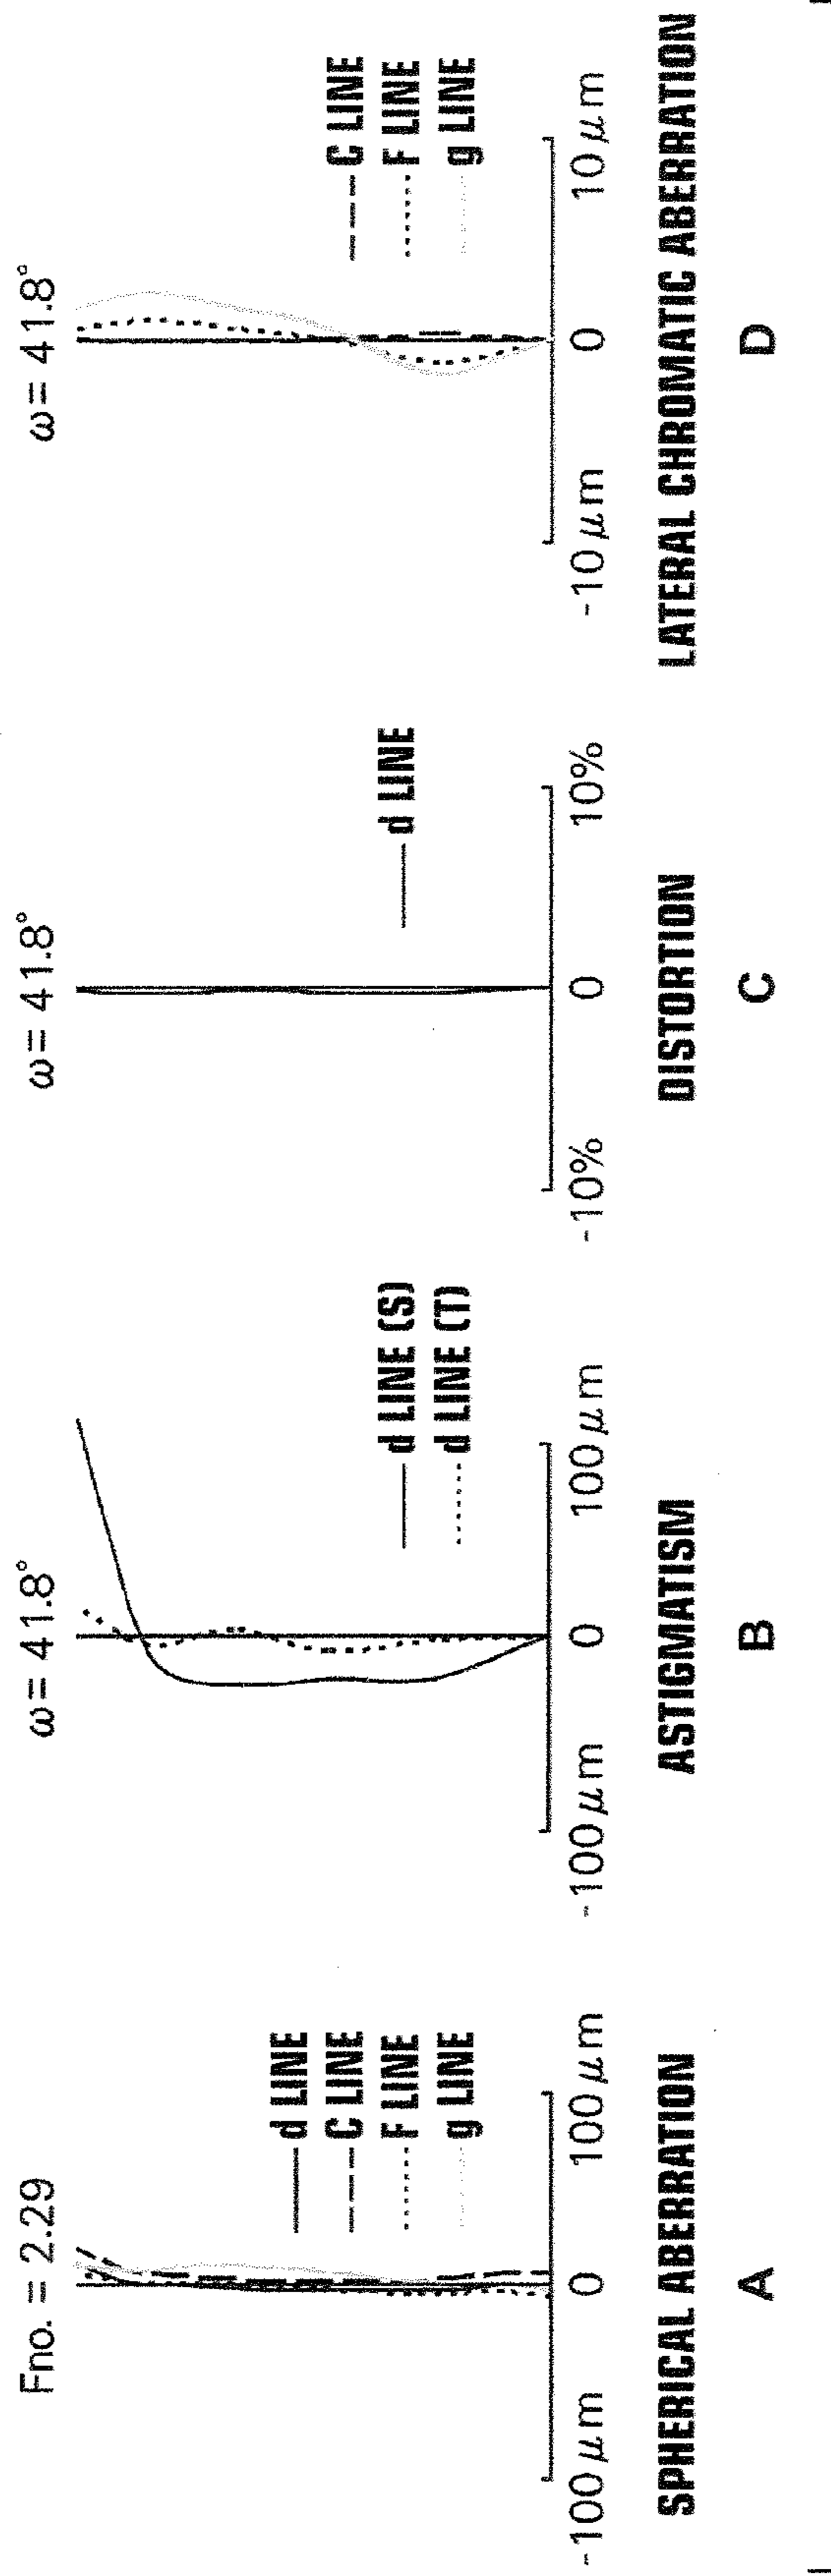 Fno. = 2.29
d LINE
C LINE
F LINE
g LINE
-100μm
0
100μm
SPHERICAL ABERRATION
A
ω= 41.8°
d LINE (S)
d LINE (T)
-100μm
0
100μm
ASTIGMATISM
B
ω= 41.8°
d LINE
-10%
0
10%
DISTORTION
C
ω= 41.8°
C LINE
F LINE
g LINE
-10μm
0
10μm
LATERAL CHROMATIC ABERRATION
D